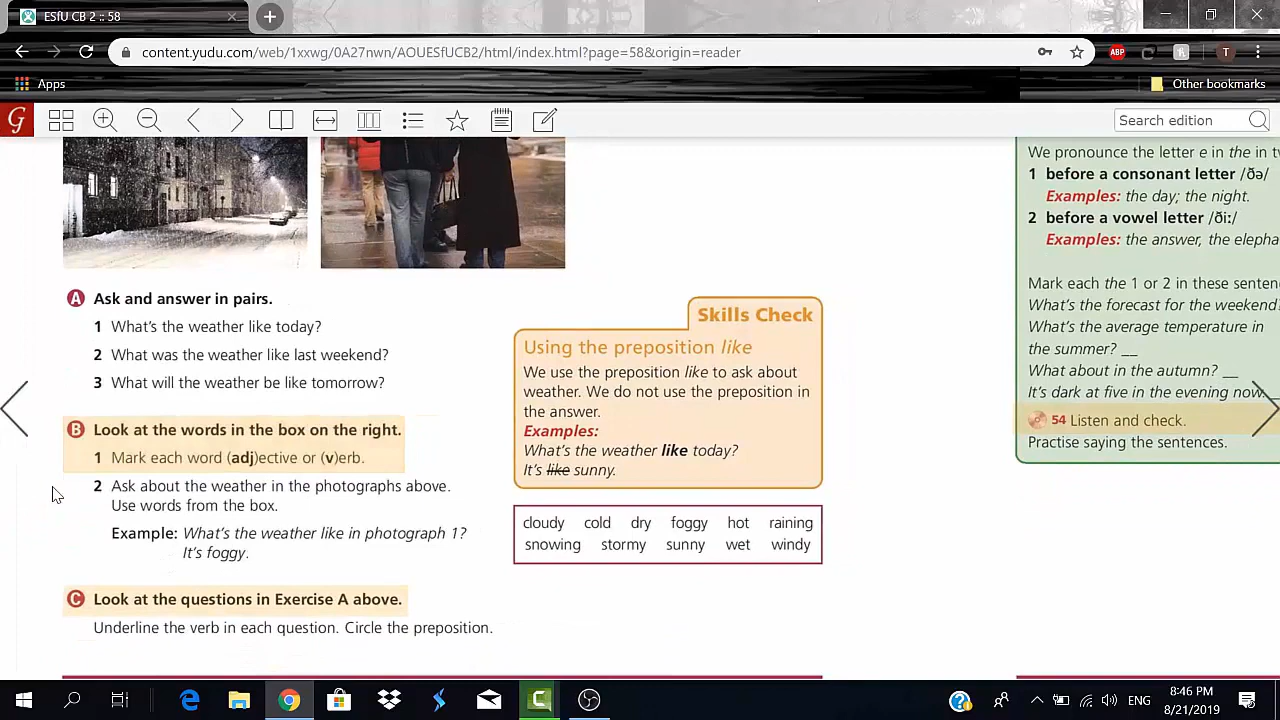 ESfU CB 2 :: 58
content.yudu.com/web/1xxwg/0A27nwn/AOUESfUCB2/html/index.html?page=58&origin=reader
ABP
T
Apps
Other bookmarks
G
Search edition
A Ask and answer in pairs.
1 What's the weather like today?
2 What was the weather like last weekend?
3 What will the weather be like tomorrow?
B Look at the words in the box on the right.
1 Mark each word (adj)ective or (v)erb.
2 Ask about the weather in the photographs above.
Use words from the box.
Example: What's the weather like in photograph 1?
It's foggy.
C Look at the questions in Exercise A above.
Underline the verb in each question. Circle the preposition.
Skills Check
Using the preposition like
We use the preposition like to ask about
weather. We do not use the preposition in
the answer.
Examples:
What's the weather like today?
It's like sunny.
cloudy cold dry foggy hot raining
snowing stormy sunny wet windy
We pronounce the letter e in the in
1 before a consonant letter /ðə/
Examples: the day; the night.
2 before a vowel letter /ðiː/
Examples: the answer, the
Mark each the 1 or 2 in these
What's the forecast for the weekend?
What's the average temperature in
the summer? __
What about in the autumn? __
It's dark at five in the evening now.
54 Listen and check.
Practise saying the sentences.
ENG
8:46 PM
8/21/2019